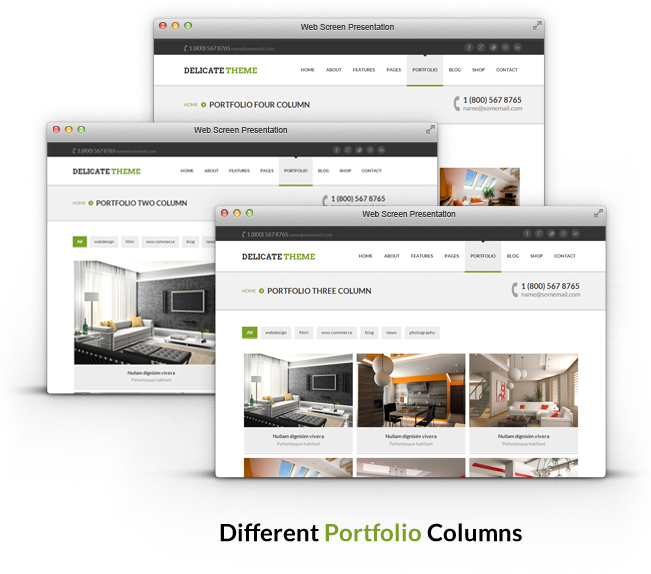 Web Screen Presentation
1 (800) 567 8765 name@somemail.com
DELICATE THEME HOME ABOUT FEATURES PAGES PORTFOLIO BLOG SHOP CONTACT
HOME PORTFOLIO FOUR COLUMN 1 (800) 567 8765
name@somemail.com
Web Screen Presentation
1 (800) 567 8765 name@somemail.com
DELICATE THEME HOME ABOUT FEATURES PAGES PORTFOLIO BLOG SHOP CONTACT
HOME PORTFOLIO TWO COLUMN 1 (800) 567 8765
All webdesign html woo commerce blog
Nullam dignisim vivera
Pellentesque habitant
Web Screen Presentation
1 (800) 567 8765 name@somemail.com
DELICATE THEME HOME ABOUT FEATURES PAGES PORTFOLIO BLOG SHOP CONTACT
HOME PORTFOLIO THREE COLUMN 1 (800) 567 8765
name@somemail.com
All webdesign html woo commerce blog news photography
Nullam dignisim vivera Nullam dignisim vivera Nullam dignisim vivera
Pellentesque habitant Pellentesque habitant Pellentesque habitant
Different Portfolio Columns